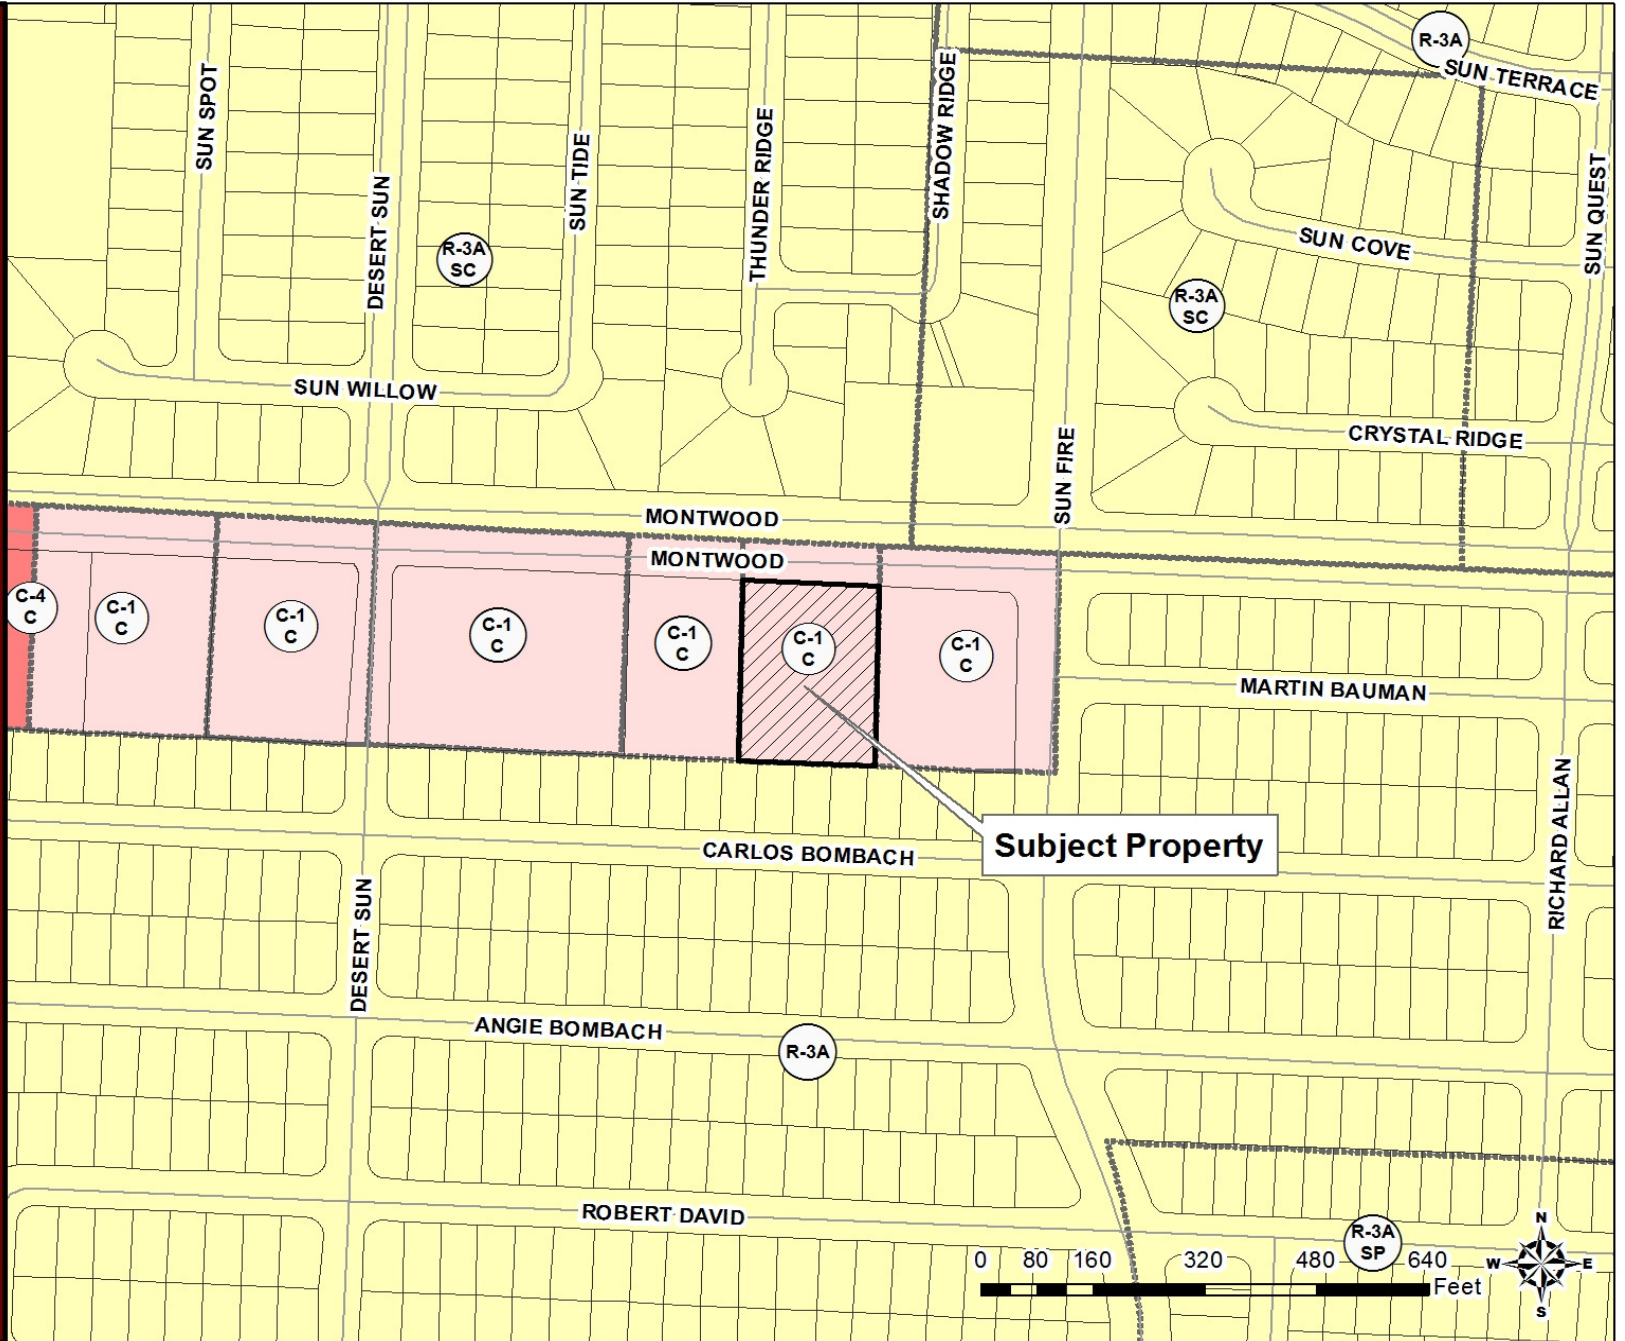 R-3A
SUN TERRACE
SUN SPOT
SHADOW RIDGE
THUNDER RIDGE
SUN TIDE
DESERT SUN
SUN QUEST
R-3A
SC
SUN COVE
R-3A
SC
SUN WILLOW
CRYSTAL RIDGE
SUN FIRE
MONTWOOD
MONTWOOD
C-4
C
C-1
C
C-1
C
C-1
C
C-1
C
C-1
C
C-1
C
MARTIN BAUMAN
RICHARD ALLAN
Subject Property
CARLOS BOMBACH
DESERT SUN
ANGIE BOMBACH
R-3A
ROBERT DAVID
R-3A
SP
N
W E
S
0 80 160 320 480 640
Feet